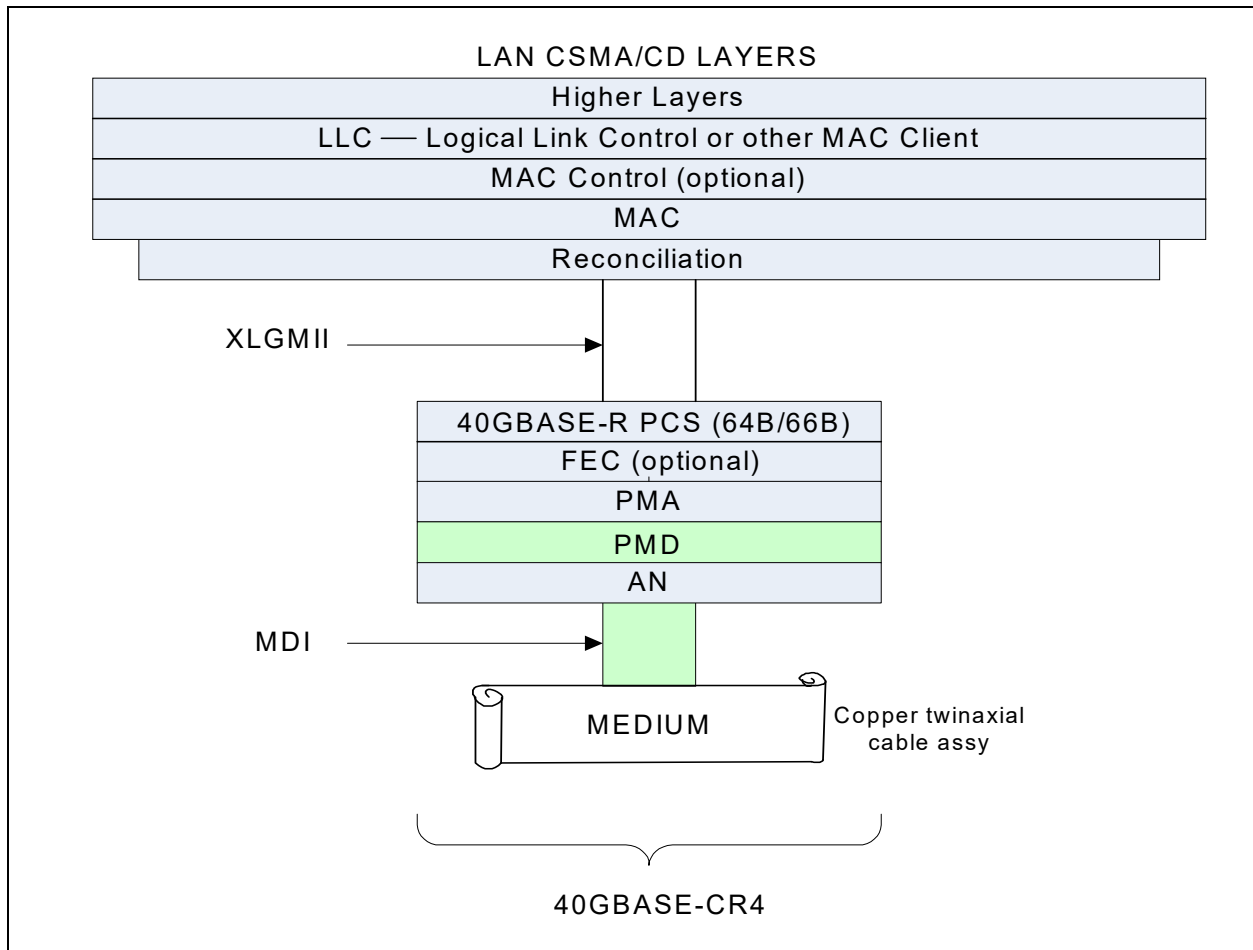 LAN CSMA/CD LAYERS
Higher Layers
LLC — Logical Link Control or other MAC Client
MAC Control (optional)
MAC
Reconciliation
XLGMII
40GBASE-R PCS (64B/66B)
FEC (optional)
PMA
PMD
AN
MDI
MEDIUM
Copper twinaxial
cable assy
40GBASE-CR4